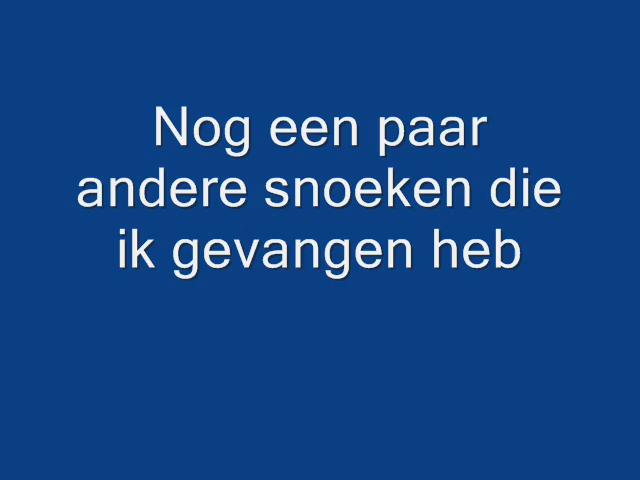 Nog een paar
andere snoeken die
ik gevangen heb